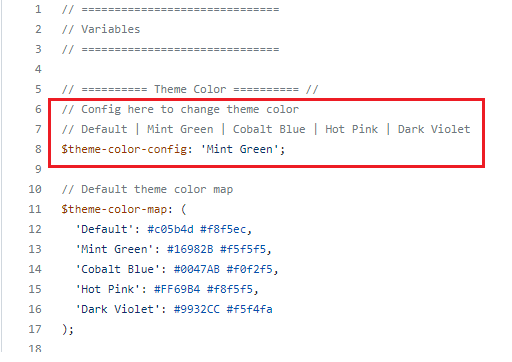 1 // ==============================
2 // Variables
3 // ==============================
4
5 // ========== Theme Color ========== //
6 // Config here to change theme color
7 // Default | Mint Green | Cobalt Blue | Hot Pink | Dark Violet
8 $theme-color-config: 'Mint Green';
9
10 // Default theme color map
11 $theme-color-map: (
12 'Default': #c05b4d #f8f5ec,
13 'Mint Green': #16982B #f5f5f5,
14 'Cobalt Blue': #0047AB #f0f2f5,
15 'Hot Pink': #FF69B4 #f8f5f5,
16 'Dark Violet': #9932CC #f5f4fa
17 );
18